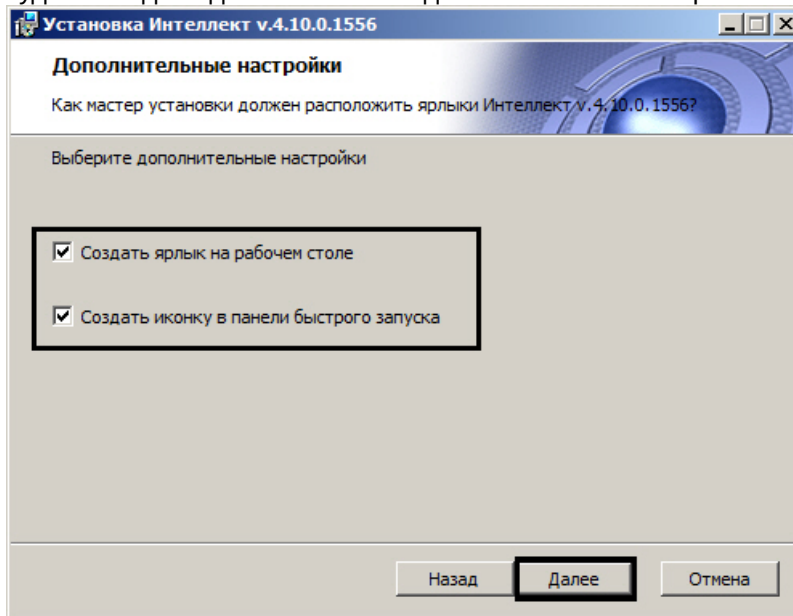 Установка Интеллект v.4.10.0.1556
Дополнительные настройки
Как мастер установки должен расположить ярлыки Интеллект v.4.10.0.1556?
Выберите дополнительные настройки
Создать ярлык на рабочем столе
Создать иконку в панели быстрого запуска
Назад Далее Отмена